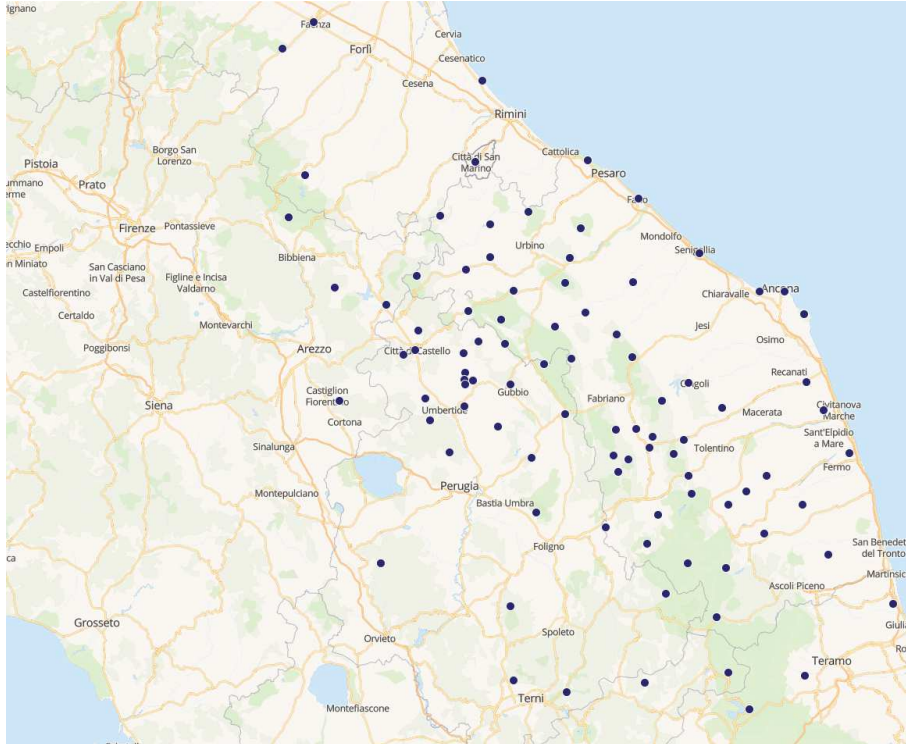 rignano
Faenza
Forlì
Cervia
Cesenatico
Cesena
Rimini
Borgo San
Lorenzo
Pistoia
Prato
Città di San
Marino
Cattolica
Pesaro
Fano
Firenze
Pontassieve
Empoli
San Casciano
in Val di Pesa
Figline e Incisa
Valdarno
Bibbiena
Urbino
Mondolfo
Senigallia
Castelfiorentino
Certaldo
Poggibonsi
Montevarchi
Arezzo
Città di Castello
Chiaravalle
Ancona
Jesi
Osimo
Recanati
Siena
Castiglion
Fiorentino
Cortona
Umbertide
Gubbio
Fabriano
Cingoli
Macerata
Civitanova
Marche
Sant'Elpidio
a Mare
Sinalunga
Tolentino
Fermo
Montepulciano
Perugia
Bastia Umbra
Foligno
San Benedet
del Tronto
Martinsic
Ascoli Piceno
Grosseto
Orvieto
Spoleto
Giulia
Teramo
Montefiascone
Terni